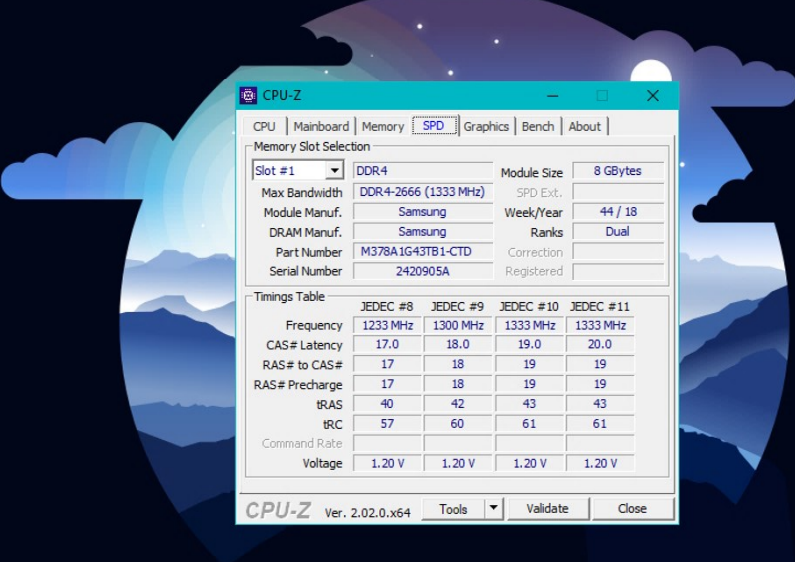 CPU-Z
CPU Mainboard Memory SPD Graphics Bench About
Memory Slot Selection
Slot #1 DDR4 Module Size 8 GBytes
Max Bandwidth DDR4-2666 (1333 MHz) SPD Ext.
Module Manuf. Samsung Week/Year 44 / 18
DRAM Manuf. Samsung Ranks Dual
Part Number M378A1G43TB1-CTD Correction
Serial Number 2420905A Registered
Timings Table
JEDEC #8 JEDEC #9 JEDEC #10 JEDEC #11
Frequency 1233 MHz 1300 MHz 1333 MHz 1333 MHz
CAS# Latency 17.0 18.0 19.0 20.0
RAS# to CAS# 17 18 19 19
RAS# Precharge 17 18 19 19
tRAS 40 42 43 43
tRC 57 60 61 61
Command Rate
Voltage 1.20 V 1.20 V 1.20 V 1.20 V
CPU-Z Ver. 2.02.0.x64 Tools Validate Close